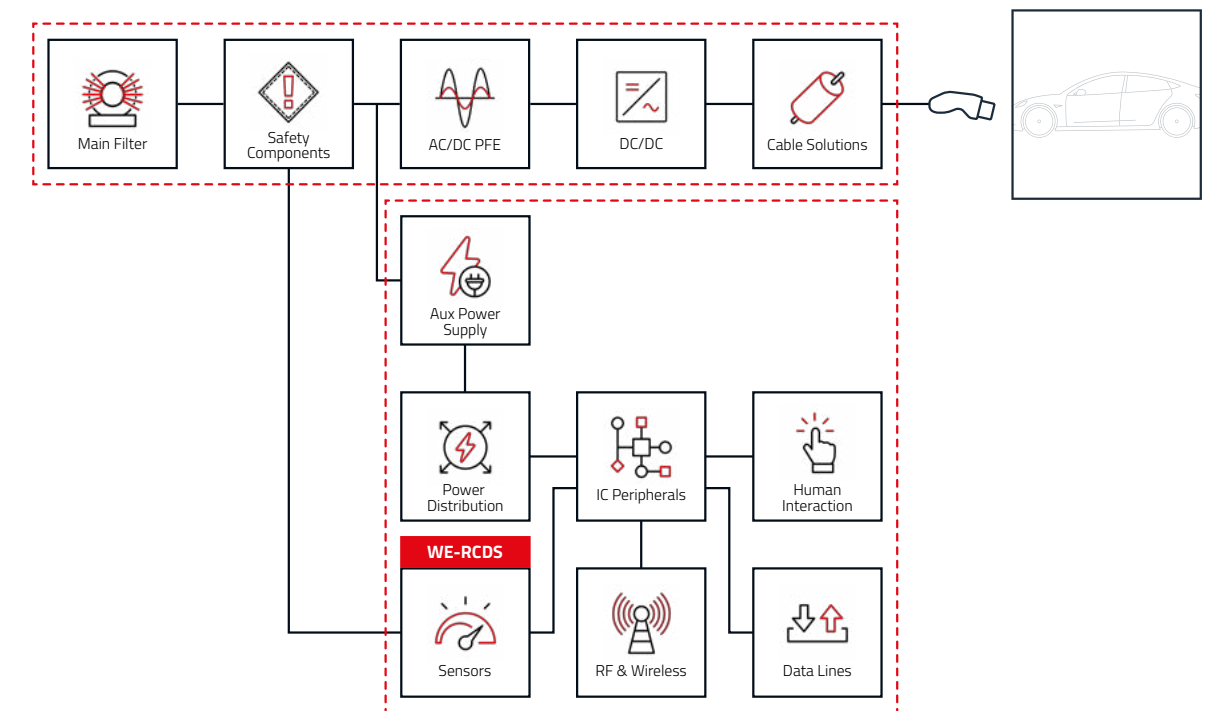 Main Filter
Safety
Components
AC/DC PFE
DC/DC
Cable Solutions
Aux Power
Supply
Power
Distribution
IC Peripherals
Human
Interaction
WE-RCDS
Sensors
RF & Wireless
Data Lines